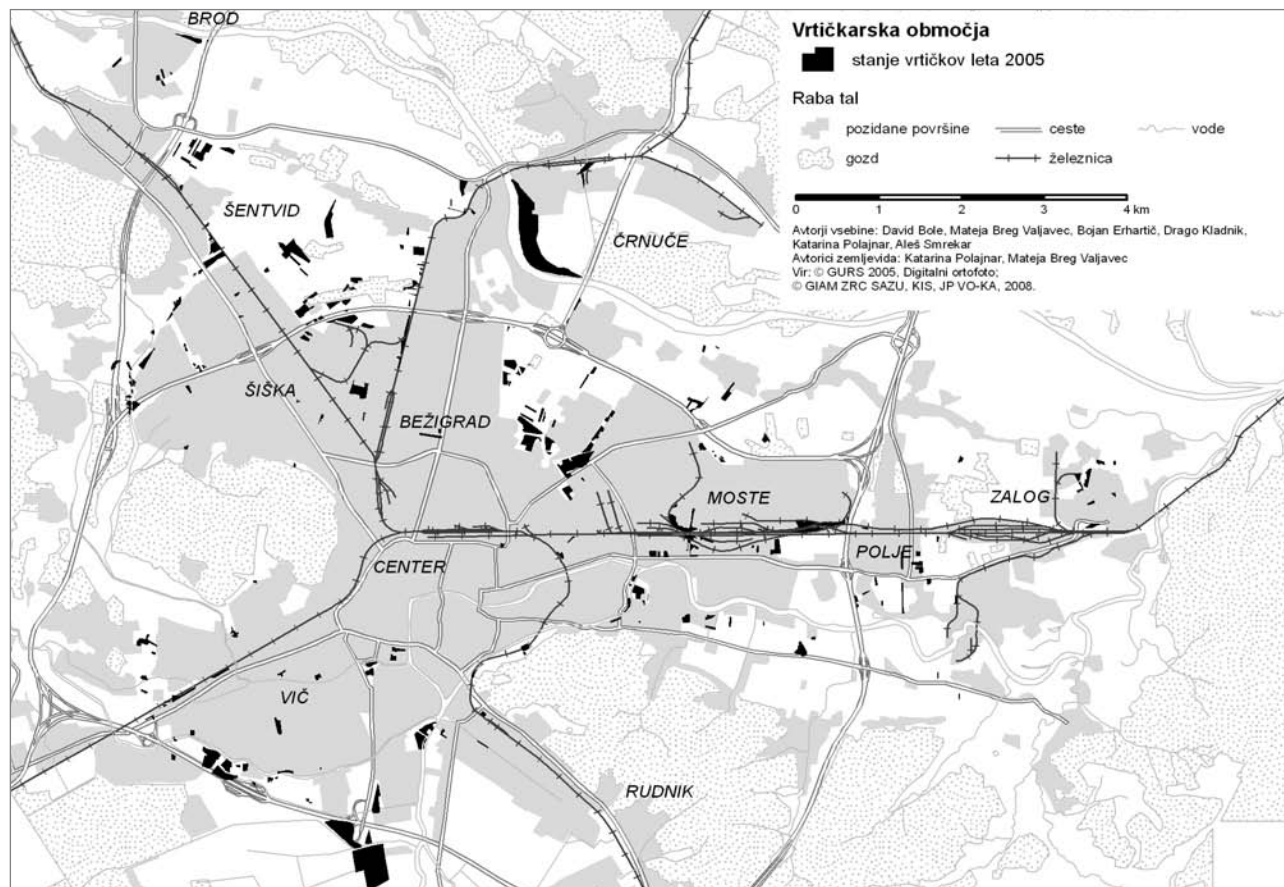 Vrtičkarska območja
stanje vrtičkov leta 2005
Raba tal
pozidane površine
ceste
vode
gozd
železnica
0 1 2 3 4 km
Avtorji vsebine: David Bole, Mateja Breg Valjavec, Bojan Erhartič, Drago Kladnik,
Katarina Polajnar, Aleš Smrekar
Avtorici zemljevida: Katarina Polajnar, Mateja Breg Valjavec
Vir: © GURS 2005, Digitalni ortofoto;
© GIAM ZRC SAZU, KIS, JP VO-KA, 2008.
BROD
ŠENTVID
ČRNUČE
ŠIŠKA
BEŽIGRAD
MOSTE
ZALOG
POLJE
CENTER
VIČ
RUDNIK